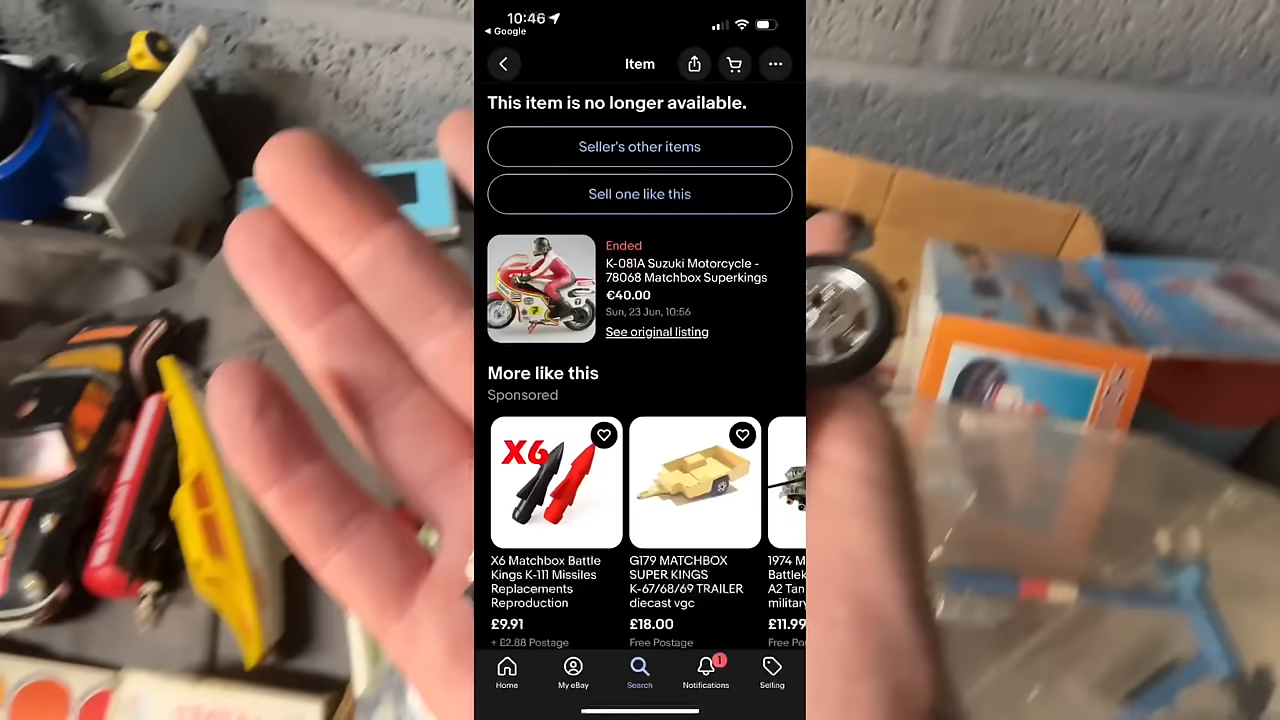 10:46
Google
Item
This item is no longer available.
Seller's other items
Sell one like this
Ended
K-081A Suzuki Motorcycle -
78068 Matchbox Superkings
€40.00
Sun, 23 Jun, 10:56
See original listing
More like this
Sponsored
X6
X6 Matchbox Battle
Kings K-111 Missiles
Replacements
Reproduction
£9.91
+ £2.88 Postage
G179 MATCHBOX
SUPER KINGS
K-67/68/69 TRAILER
diecast vgc
£18.00
Free Postage
1974 M
Battlek
A2 Tan
military
£11.99
Free Po
Home
My eBay
Search
1
Notifications
Selling